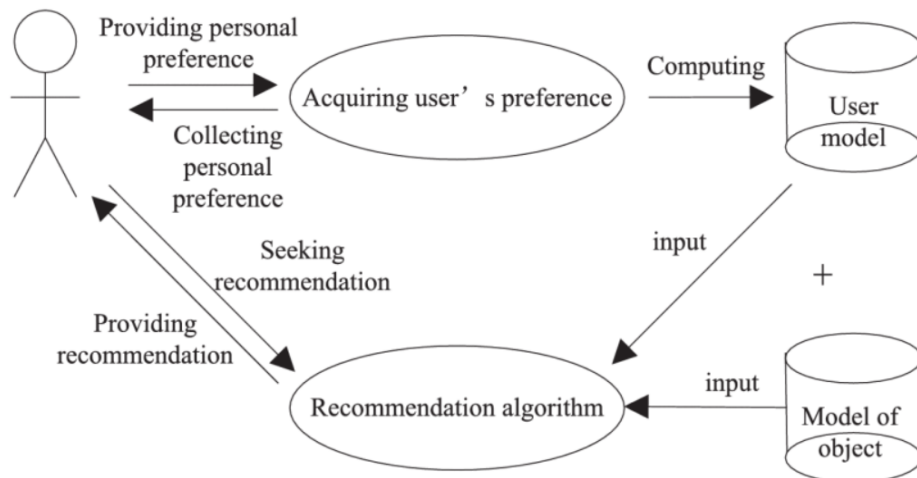 Providing personal
preference
Acquiring user’s preference
Computing
User
model
Collecting
personal
preference
Seeking
recommendation
input
+
Providing
recommendation
Recommendation algorithm
input
Model of
object